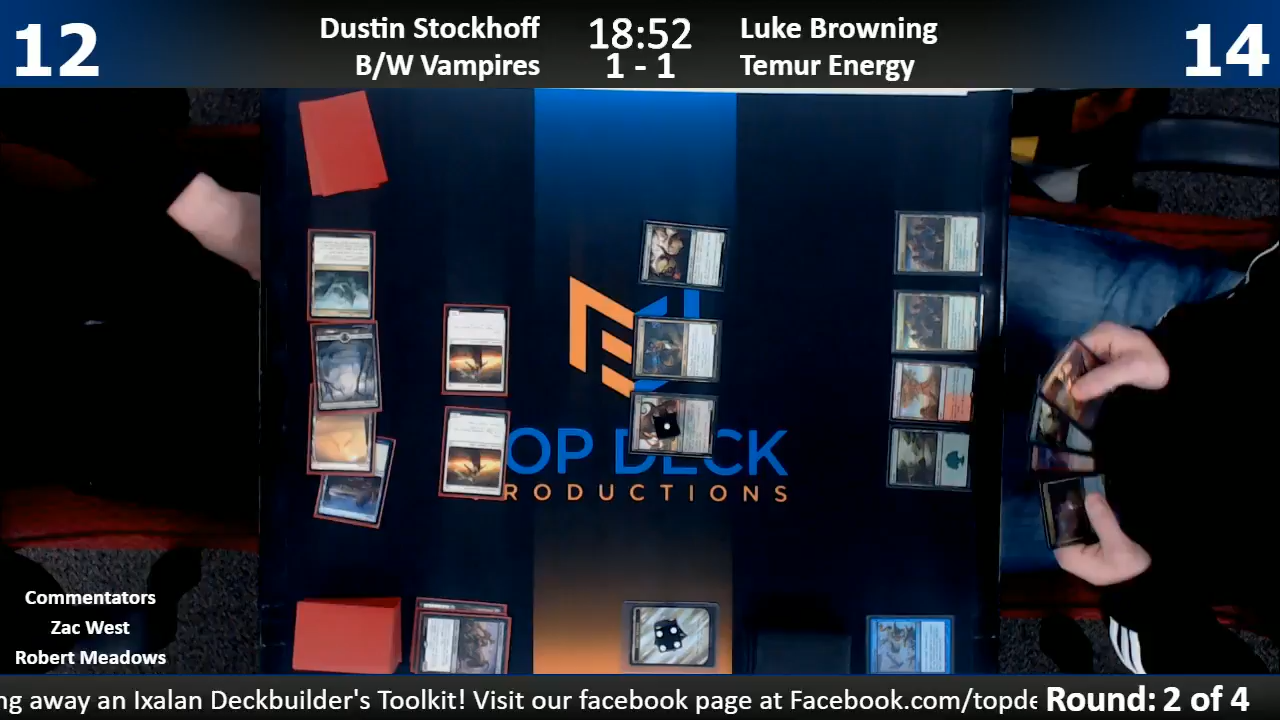 12
Dustin Stockhoff
B/W Vampires
18:52
1 - 1
Luke Browning
Temur Energy
14
OP DECK
RODUCTIONS
Commentators
Zac West
Robert Meadows
ng away an Ixalan Deckbuilder's Toolkit! Visit our facebook page at Facebook.com/topde
Round: 2 of 4